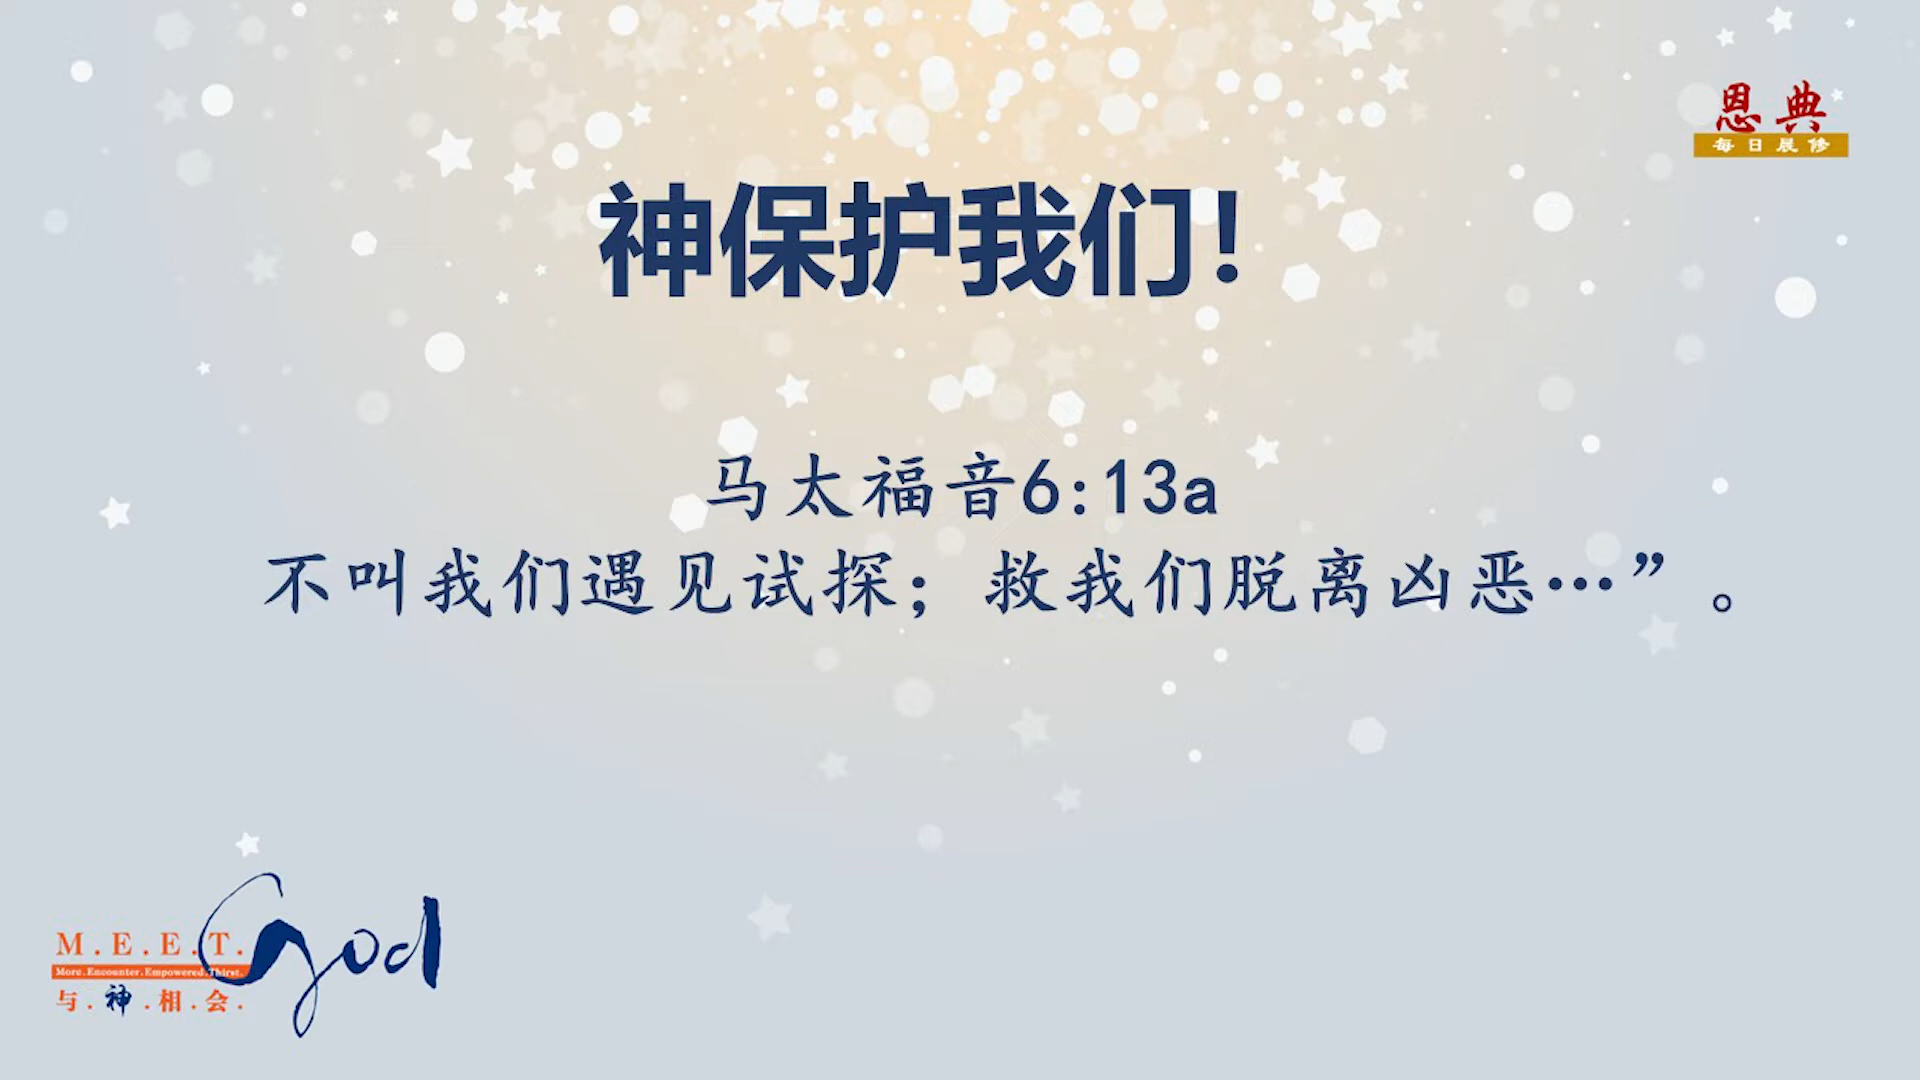 恩典
每日晨修
神保护我们！
马太福音6:13a
不叫我们遇见试探；救我们脱离凶恶…”。
M.E.E.T.
God
More.Encounter.Empowered.Thirst.
与.神.相.会.